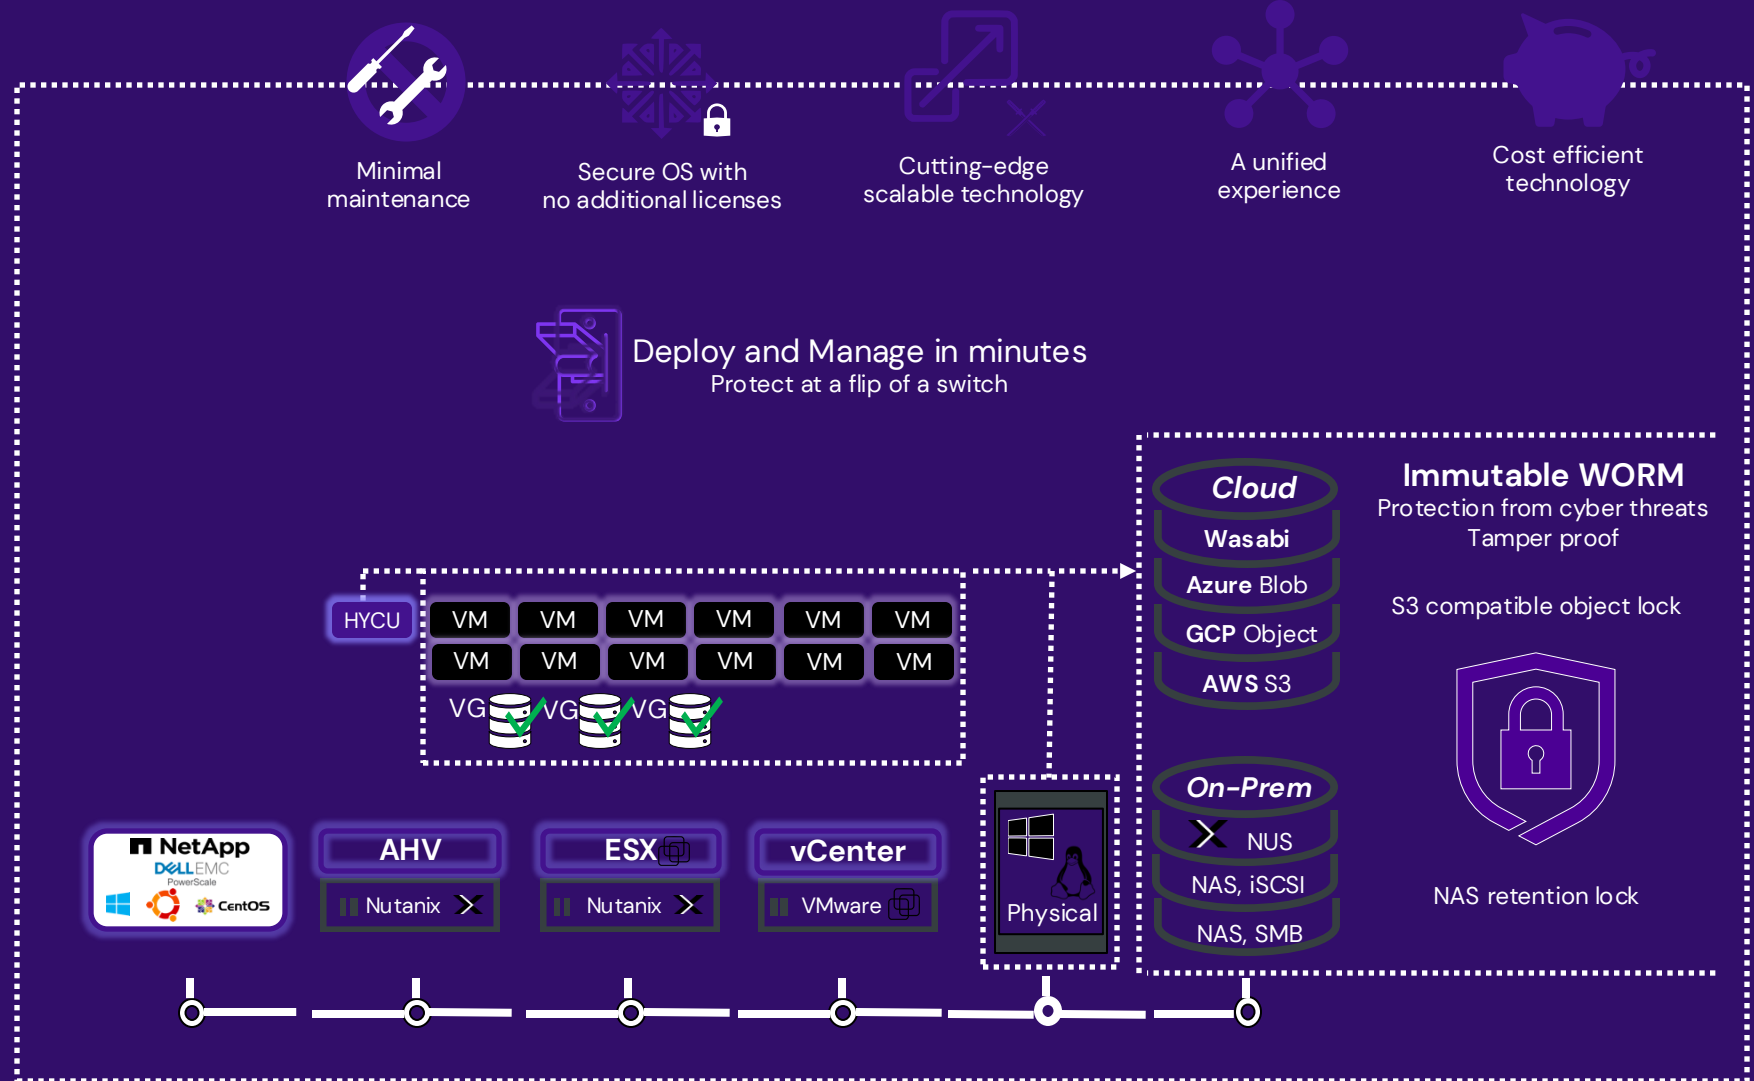 Minimal
maintenance
Secure OS with
no additional licenses
Cutting-edge
scalable technology
A unified
experience
Cost efficient
technology
Deploy and Manage in minutes
Protect at a flip of a switch
HYCU
VM VM VM VM VM VM
VM VM VM VM VM VM
VG VG VG
Cloud
Wasabi
Azure Blob
GCP Object
AWS S3
Immutable WORM
Protection from cyber threats
Tamper proof
S3 compatible object lock
On-Prem
NUS
NAS, iSCSI
NAS, SMB
NAS retention lock
NetApp
DELLEMC
PowerScale
CentOS
AHV
Nutanix
ESX
Nutanix
vCenter
VMware
Physical